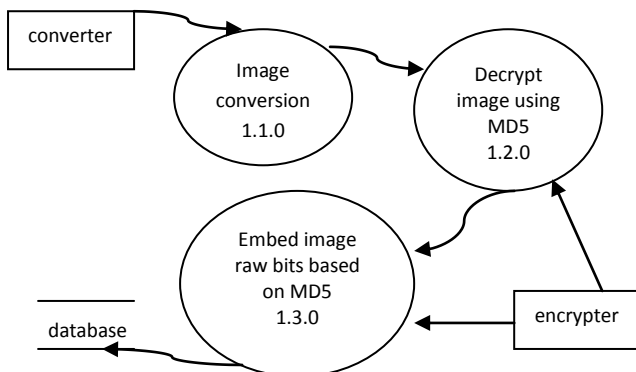 converter
Image
conversion
1.1.0
Decrypt
image using
MD5
1.2.0
Embed image
raw bits based
on MD5
1.3.0
database
encrypter